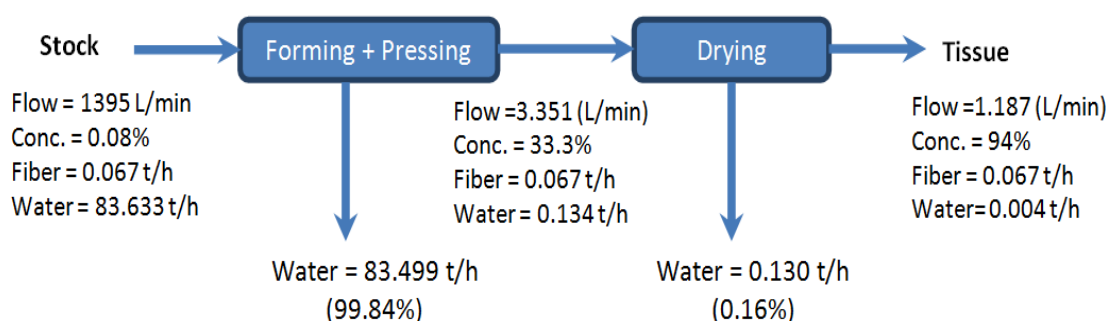 Stock
Forming + Pressing
Drying
Tissue
Flow = 1395 L/min
Conc. = 0.08%
Fiber = 0.067 t/h
Water = 83.633 t/h
Flow =3.351 (L/min)
Conc. = 33.3%
Fiber = 0.067 t/h
Water = 0.134 t/h
Flow =1.187 (L/min)
Conc. = 94%
Fiber = 0.067 t/h
Water= 0.004 t/h
Water = 83.499 t/h
(99.84%)
Water = 0.130 t/h
(0.16%)